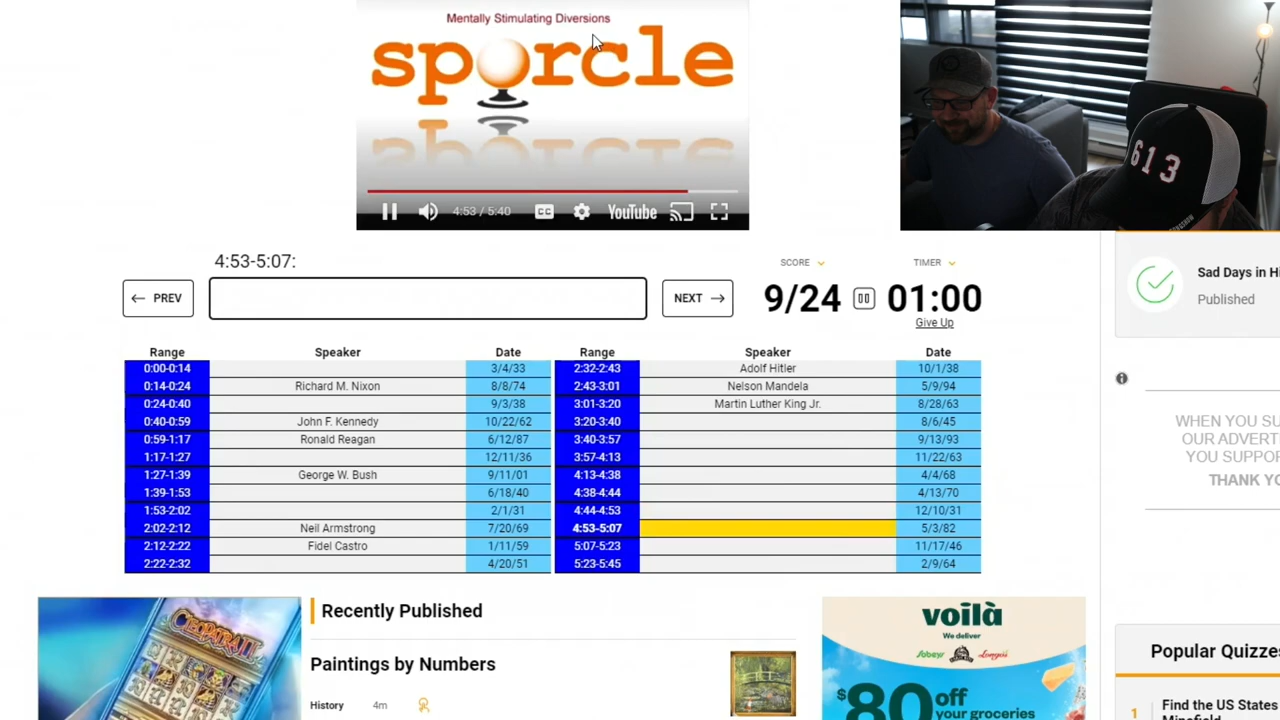 Mentally Stimulating Diversions
sporcle
613
4:53 / 5:40
CC
YouTube
4:53-5:07:
SCORE
TIMER
← PREV
NEXT →
9/24
01:00
Give Up
Sad Days in Hi
Published
Range Speaker Date Range Speaker Date
0:00-0:14 3/4/33 2:32-2:43 Adolf Hitler 10/1/38
0:14-0:24 Richard M. Nixon 8/8/74 2:43-3:01 Nelson Mandela 5/9/94
0:24-0:40 9/3/38 3:01-3:20 Martin Luther King Jr. 8/28/63
0:40-0:59 John F. Kennedy 10/22/62 3:20-3:40 8/6/45
0:59-1:17 Ronald Reagan 6/12/87 3:40-3:57 9/13/93
1:17-1:27 12/11/36 3:57-4:13 11/22/63
1:27-1:39 George W. Bush 9/11/01 4:13-4:38 4/4/68
1:39-1:53 6/18/40 4:38-4:44 4/13/70
1:53-2:02 2/1/31 4:44-4:53 12/10/31
2:02-2:12 Neil Armstrong 7/20/69 4:53-5:07 5/3/82
2:12-2:22 Fidel Castro 1/11/59 5:07-5:23 11/17/46
2:22-2:32 4/20/51 5:23-5:45 2/9/64
WHEN YOU SU
OUR ADVERT
YOU SUPPOR
THANK YO
CLEOPATRA II
Recently Published
Paintings by Numbers
History 4m
voilà
We deliver
sobeys
Longo's
$80 off
your groceries
Popular Quizze
1 Find the US States